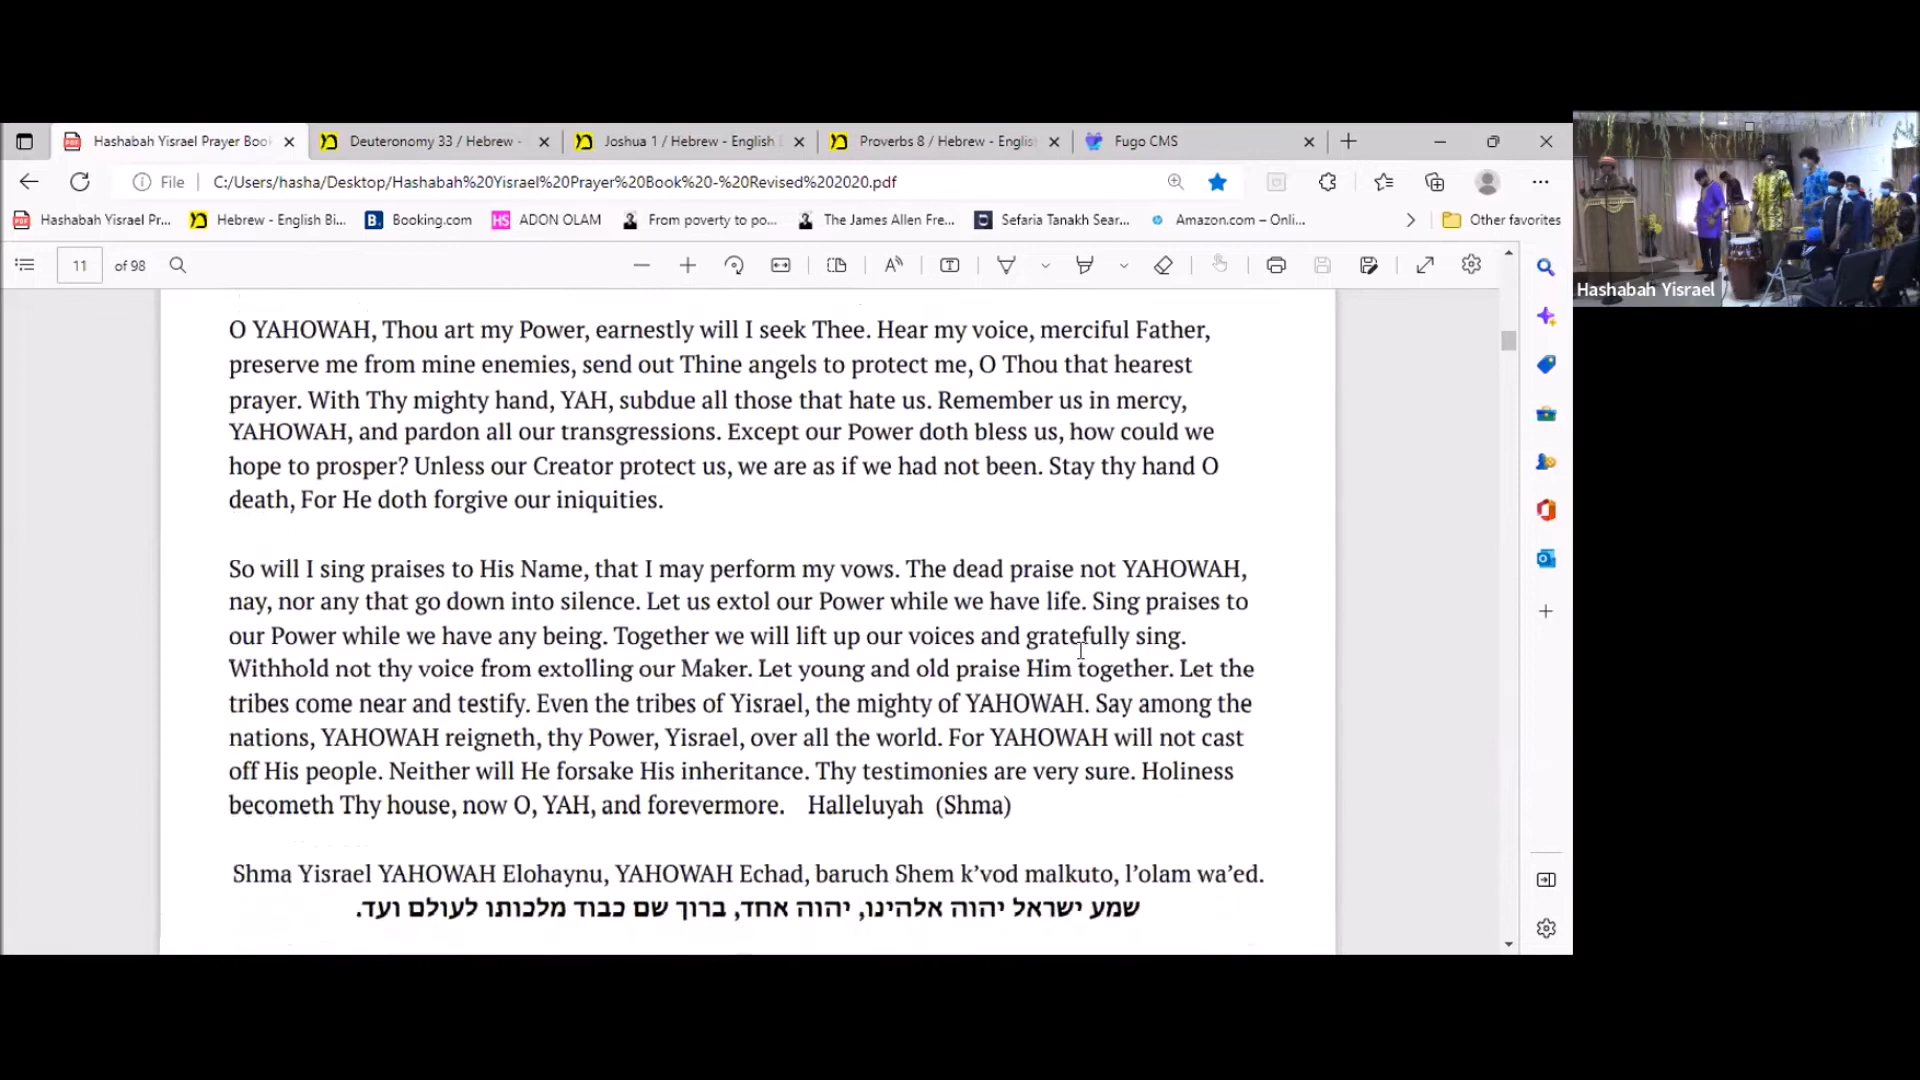 Hashabah Yisrael Prayer Boo
Deuteronomy 33 / Hebrew -
Joshua 1 / Hebrew - English
Proverbs 8 / Hebrew - Englis
Fugo CMS
File
C:/Users/hasha/Desktop/Hashabah%20Yisrael%20Prayer%20Book%20-%20Revised%202020.pdf
Hashabah Yisrael Pr...
Hebrew - English Bi...
B.
Booking.com
HS
ADON OLAM
From poverty to po...
The James Allen Fre...
Sefaria Tanakh Sear...
Amazon.com – Onli...
Other favorites
11 of 98
O YAHOWAH, Thou art my Power, earnestly will I seek Thee. Hear my voice, merciful Father,
preserve me from mine enemies, send out Thine angels to protect me, O Thou that hearest
prayer. With Thy mighty hand, YAH, subdue all those that hate us. Remember us in mercy,
YAHOWAH, and pardon all our transgressions. Except our Power doth bless us, how could we
hope to prosper? Unless our Creator protect us, we are as if we had not been. Stay thy hand O
death, For He doth forgive our iniquities.
So will I sing praises to His Name, that I may perform my vows. The dead praise not YAHOWAH,
nay, nor any that go down into silence. Let us extol our Power while we have life. Sing praises to
our Power while we have any being. Together we will lift up our voices and gratefully sing.
Withhold not thy voice from extolling our Maker. Let young and old praise Him together. Let the
tribes come near and testify. Even the tribes of Yisrael, the mighty of YAHOWAH. Say among the
nations, YAHOWAH reigneth, thy Power, Yisrael, over all the world. For YAHOWAH will not cast
off His people. Neither will He forsake His inheritance. Thy testimonies are very sure. Holiness
becometh Thy house, now O, YAH, and forevermore. Halleluyah (Shma)
Shma Yisrael YAHOWAH Elohaynu, YAHOWAH Echad, baruch Shem k’vod malkuto, l’olam wa’ed.
שמע ישראל יהוה אלהינו, יהוה אחד, ברוך שם כבוד מלכותו לעולם ועד.
Hashabah Yisrael